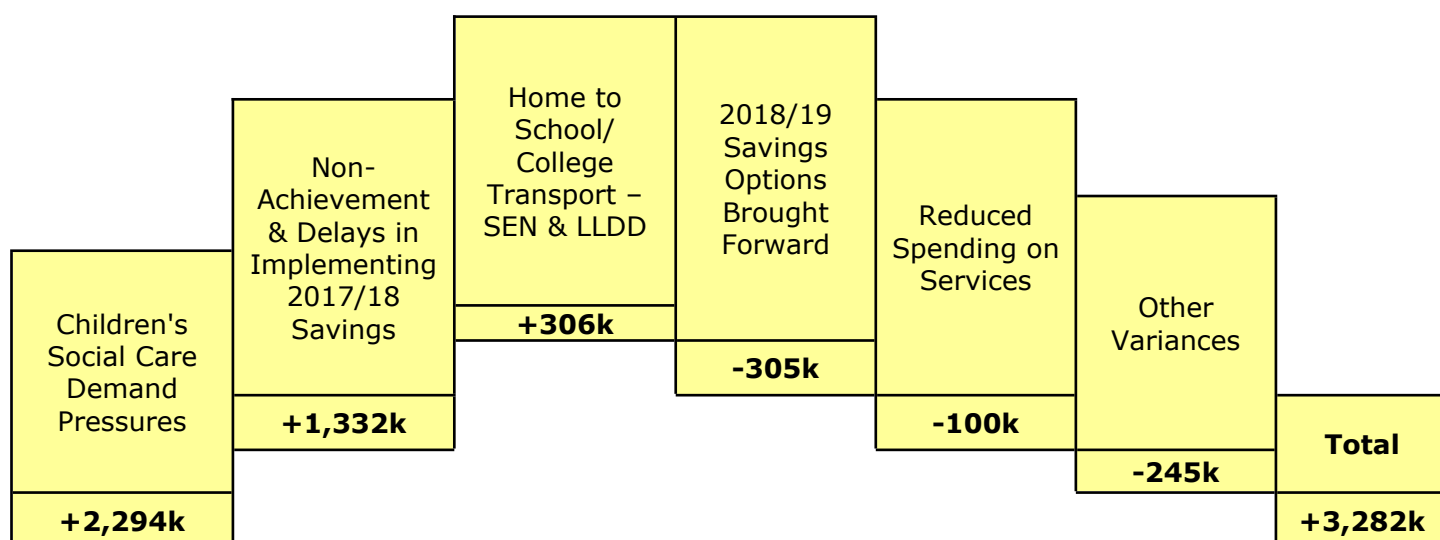 Children's
Social Care
Demand
Pressures
+2,294k
Non-
Achievement
& Delays in
Implementing
2017/18
Savings
+1,332k
Home to
School/
College
Transport –
SEN & LLDD
+306k
2018/19
Savings
Options
Brought
Forward
-305k
Reduced
Spending on
Services
-100k
Other
Variances
-245k
Total
+3,282k